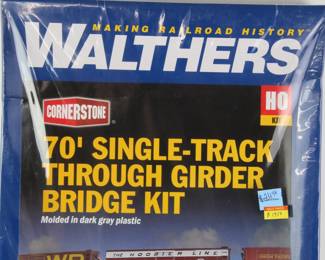 MAKING RAILROAD HISTORY
WALTHERS
HO
KIT
CORNERSTONE
70' SINGLE-TRACK
THROUGH GIRDER
BRIDGE KIT
Molded in dark gray plastic
THE HOOSIER LINE